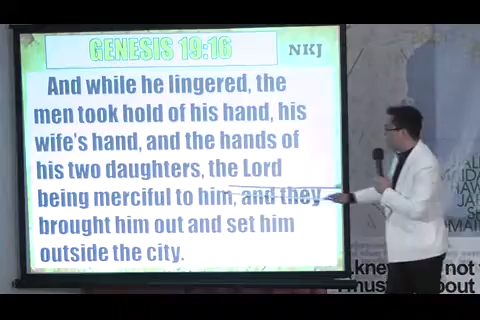 GENESIS 19:16
NKJ
And while he lingered, the
men took hold of his hand, his
wife's hand, and the hands of
his two daughters, the Lord
being merciful to him, and they
brought him out and set him
outside the city.